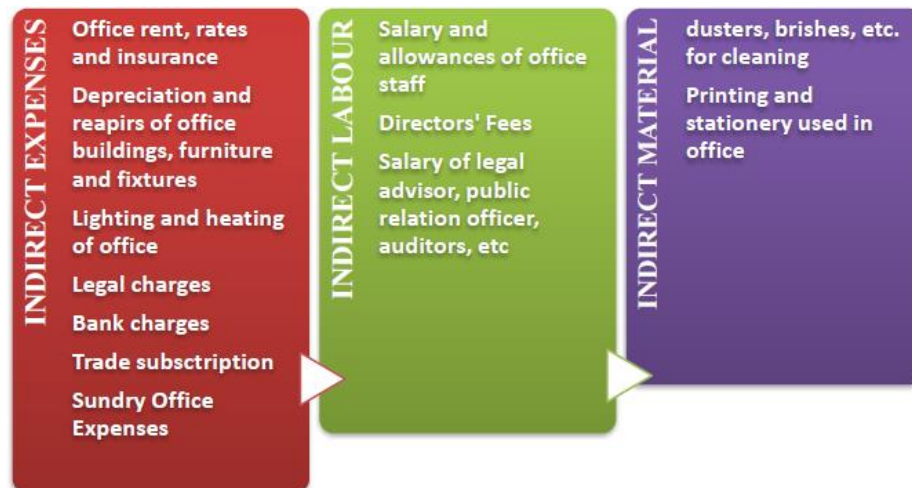 INDIRECT EXPENSES
Office rent, rates
and insurance
Depreciation and
reapirs of office
buildings, furniture
and fixtures
Lighting and heating
of office
Legal charges
Bank charges
Trade subsctription
Sundry Office
Expenses
INDIRECT LABOUR
Salary and
allowances of office
staff
Directors' Fees
Salary of legal
advisor, public
relation officer,
auditors, etc
INDIRECT MATERIAL
dusters, brishes, etc.
for cleaning
Printing and
stationery used in
office